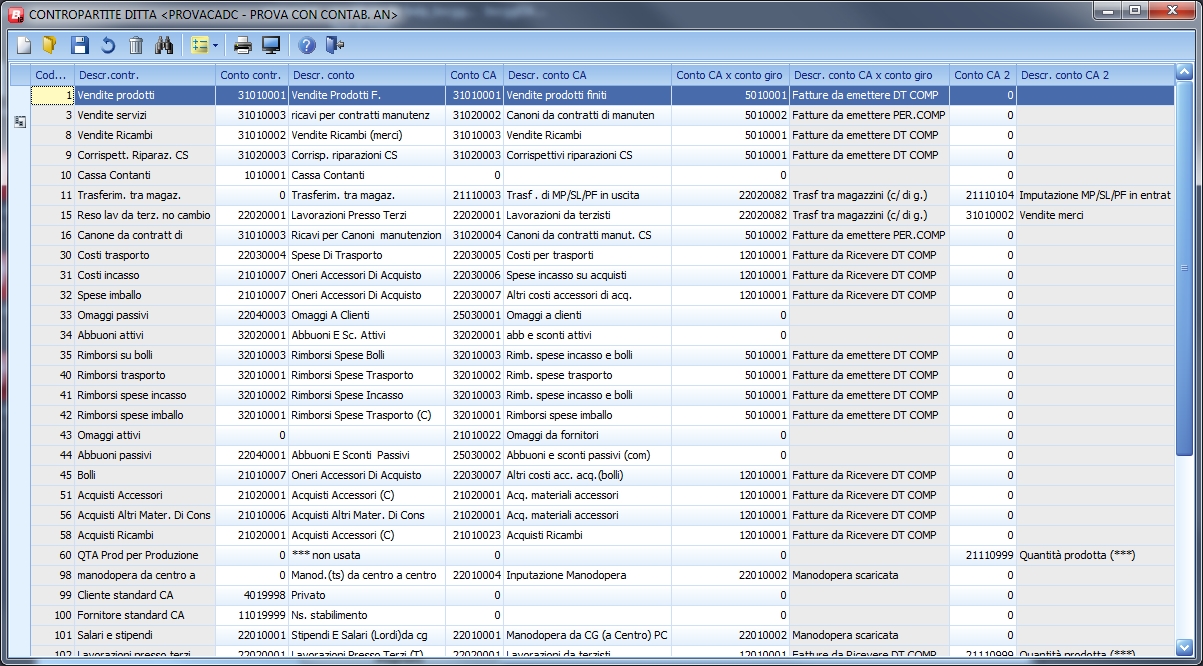 CONTROPARTITE DITTA <PROVACADC - PROVA CON CONTAB. AN>
Cod... Descr.contr. Conto contr. Descr. conto Conto CA Descr. conto CA Conto CA x conto giro Descr. conto CA x conto giro Conto CA 2 Descr. conto CA 2
1 Vendite prodotti 31010001 Vendite Prodotti F. 31010001 Vendite prodotti finiti 5010001 Fatture da emettere DT COMP 0
3 Vendite servizi 31010003 ricavi per contratti manutenz 31020002 Canoni da contratti di manuten 5010002 Fatture da emettere PER.COMP 0
8 Vendite Ricambi 31010002 Vendite Ricambi (merci) 31010003 Vendite Ricambi 5010001 Fatture da emettere DT COMP 0
9 Corrispett. Riparaz. CS 31020003 Corrisp. riparazioni CS 31020003 Corrispettivi riparazioni CS 5010001 Fatture da emettere DT COMP 0
10 Cassa Contanti 1010001 Cassa Contanti 0 0 0
11 Trasferim. tra magaz. 0 Trasferim. tra magaz. 21110003 Trasf . di MP/SL/PF in uscita 22020082 Trasf tra magazzini (c/ di g.) 21110104 Imputazione MP/SL/PF in entrat
15 Reso lav da terz. no cambio 22020001 Lavorazioni Presso Terzi 22020001 Lavorazioni da terzisti 22020082 Trasf tra magazzini (c/ di g.) 31010002 Vendite merci
16 Canone da contratt di 31010003 Ricavi per Canoni manutenzion 31020004 Canoni da contratti manut. CS 5010002 Fatture da emettere PER.COMP 0
30 Costi trasporto 22030004 Spese Di Trasporto 22030005 Costi per trasporti 12010001 Fatture da Ricevere DT COMP 0
31 Costi incasso 21010007 Oneri Accessori Di Acquisto 22030006 Spese incasso su acquisti 12010001 Fatture da Ricevere DT COMP 0
32 Spese imballo 21010007 Oneri Accessori Di Acquisto 22030007 Altri costi accessori di acq. 12010001 Fatture da Ricevere DT COMP 0
33 Omaggi passivi 22040003 Omaggi A Clienti 25030001 Omaggi a clienti 0 0
34 Abbuoni attivi 32020001 Abbuoni E Sc. Attivi 32020001 abb e sconti attivi 0 0
35 Rimborsi su bolli 32010003 Rimborsi Spese Bolli 32010003 Rimb. spese incasso e bolli 5010001 Fatture da emettere DT COMP 0
40 Rimborsi trasporto 32010001 Rimborsi Spese Trasporto 32010002 Rimb. spese trasporto 5010001 Fatture da emettere DT COMP 0
41 Rimborsi spese incasso 32010002 Rimborsi Spese Incasso 32010003 Rimb. spese incasso e bolli 5010001 Fatture da emettere DT COMP 0
42 Rimborsi spese imballo 32010001 Rimborsi Spese Trasporto (C) 32010001 Rimborsi spese imballo 5010001 Fatture da emettere DT COMP 0
43 Omaggi attivi 0 21010022 Omaggi da fornitori 0 0
44 Abbuoni passivi 22040001 Abbuoni E Sconti Passivi 25030002 Abbuoni e sconti passivi (com) 0 0
45 Bolli 21010007 Oneri Accessori Di Acquisto 22030007 Altri costi acc. acq.(bolli) 12010001 Fatture da Ricevere DT COMP 0
51 Acquisti Accessori 21020001 Acquisti Accessori (C) 21020001 Acq. materiali accessori 12010001 Fatture da Ricevere DT COMP 0
56 Acquisti Altri Mater. Di Cons 21010006 Acquisti Altri Mater. Di Cons 21020001 Acq. materiali accessori 12010001 Fatture da Ricevere DT COMP 0
58 Acquisti Ricambi 21020001 Acquisti Accessori (C) 21010023 Acquisti Ricambi 12010001 Fatture da Ricevere DT COMP 0
60 QTA Prod per Produzione 0 *** non usata 0 0 21110999 Quantità prodotta (***)
98 manodopera da centro a 0 Manod.(ts) da centro a centro 22010004 Inputazione Manodopera 22010002 Manodopera scaricata 0
99 Cliente standard CA 4019998 Privato 0 0 0
100 Fornitore standard CA 11019999 Ns. stabilimento 0 0 0
101 Salari e stipendi 22010001 Stipendi E Salari (Lordi)da cg 22010001 Manodopera da CG (a Centro) PC 22010002 Manodopera scaricata 0
102 Lavorazioni presso terzi 22020001 Lavorazioni Presso Terzi (T) 22020001 Lavorazioni da terzisti 0 21110999 Quantità prodotta (***)